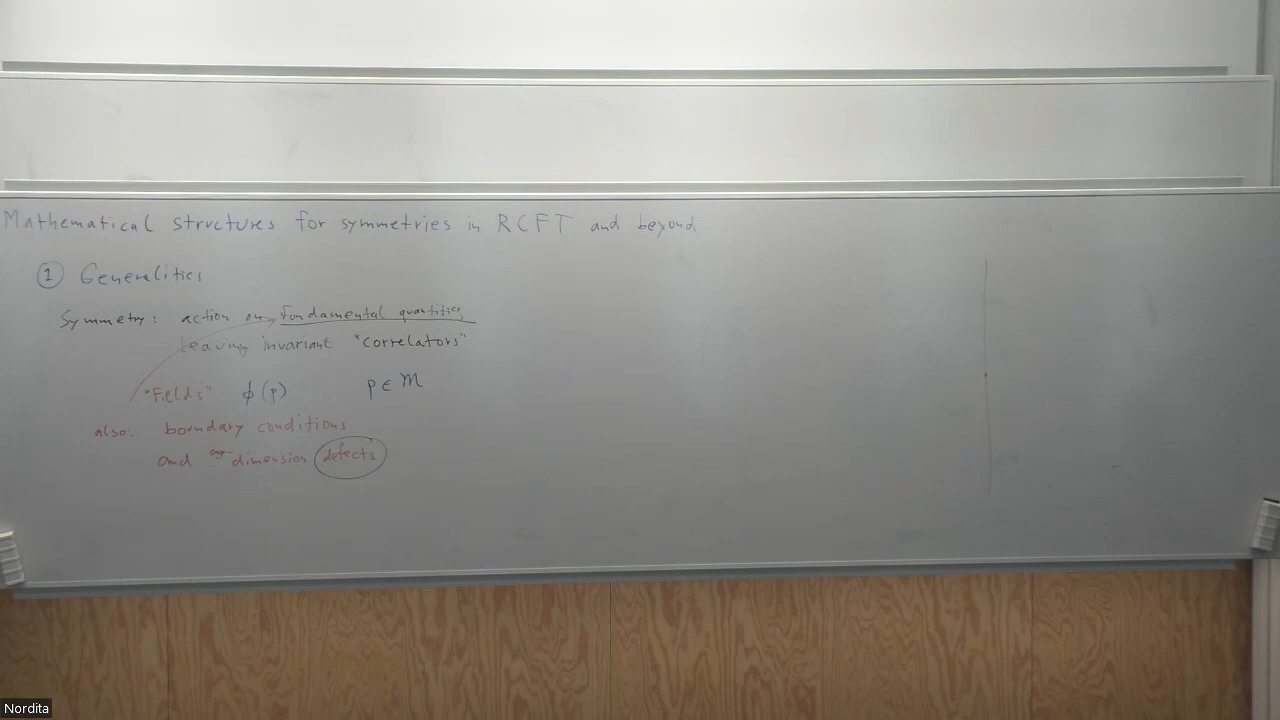 Mathematical structures for symmetries in RCFT and beyond
① Generalities
Symmetry: action on fundamental quantities
leaving invariant "correlators"
"Fields" ϕ(p) p ∈ M
also: boundary conditions
and any-dimension defects
Nordita